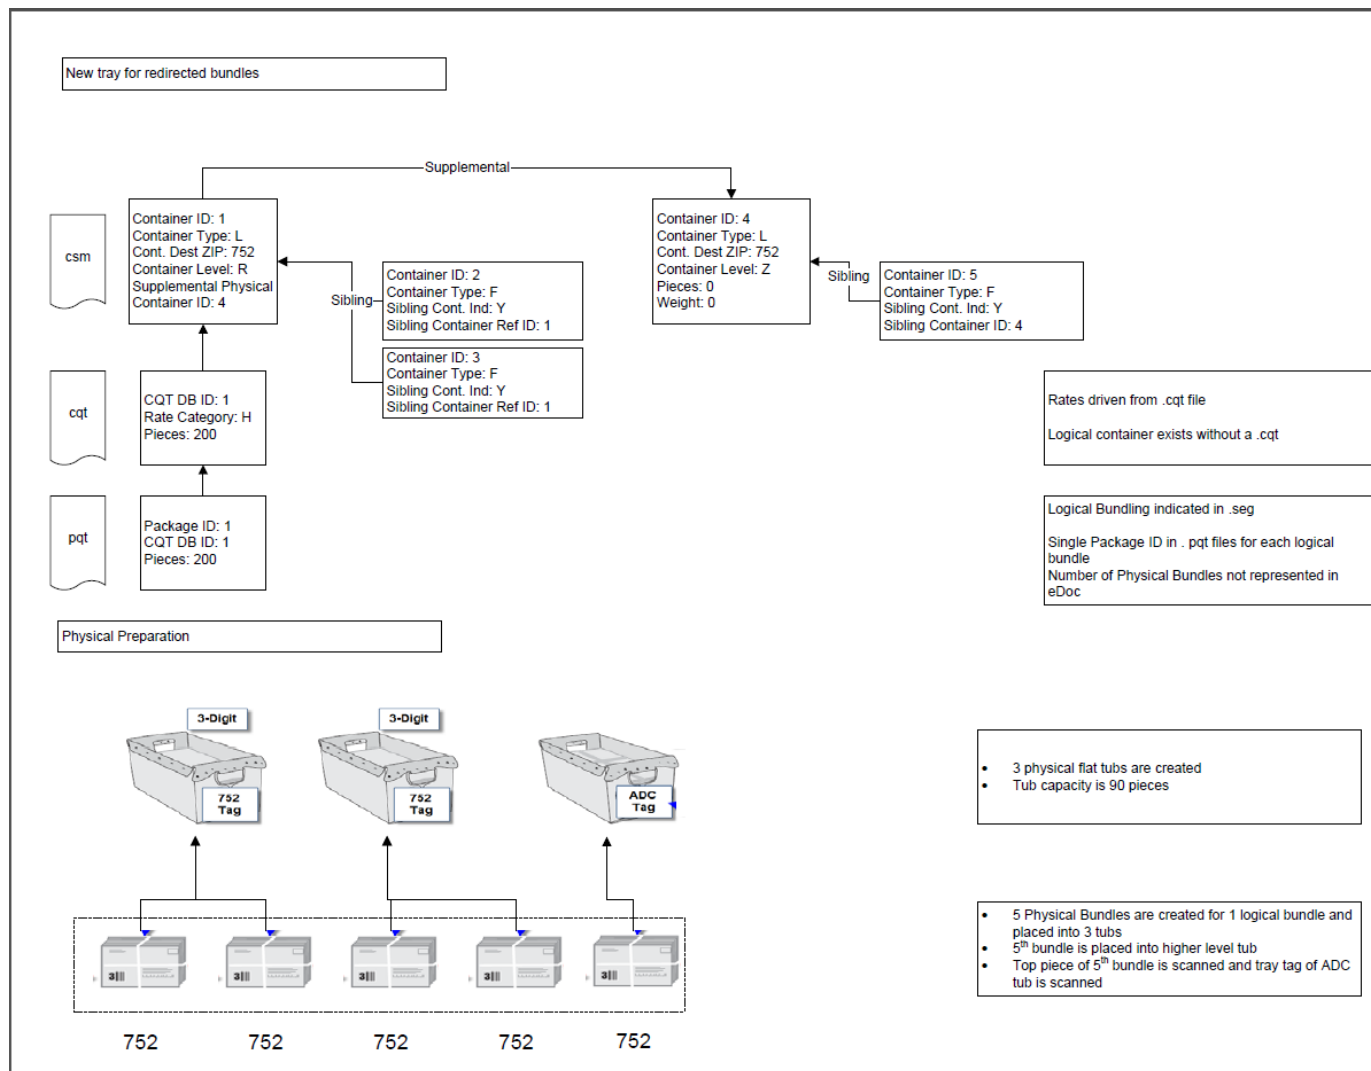 New tray for redirected bundles
Supplemental
csm
Container ID: 1
Container Type: L
Cont. Dest ZIP: 752
Container Level: R
Supplemental Physical
Container ID: 4
Sibling
Container ID: 2
Container Type: F
Sibling Cont. Ind: Y
Sibling Container Ref ID: 1
Container ID: 3
Container Type: F
Sibling Cont. Ind: Y
Sibling Container Ref ID: 1
Container ID: 4
Container Type: L
Cont. Dest ZIP: 752
Container Level: Z
Pieces: 0
Weight: 0
Sibling
Container ID: 5
Container Type: F
Sibling Cont. Ind: Y
Sibling Container ID: 4
cqt
CQT DB ID: 1
Rate Category: H
Pieces: 200
Rates driven from .cqt file
Logical container exists without a .cqt
pqt
Package ID: 1
CQT DB ID: 1
Pieces: 200
Logical Bundling indicated in .seg
Single Package ID in . pqt files for each logical
bundle
Number of Physical Bundles not represented in
eDoc
Physical Preparation
3-Digit
752
Tag
3-Digit
752
Tag
ADC
Tag
• 3 physical flat tubs are created
• Tub capacity is 90 pieces
3
3
3
3
3
• 5 Physical Bundles are created for 1 logical bundle and
placed into 3 tubs
• 5th bundle is placed into higher level tub
• Top piece of 5th bundle is scanned and tray tag of ADC
tub is scanned
752
752
752
752
752